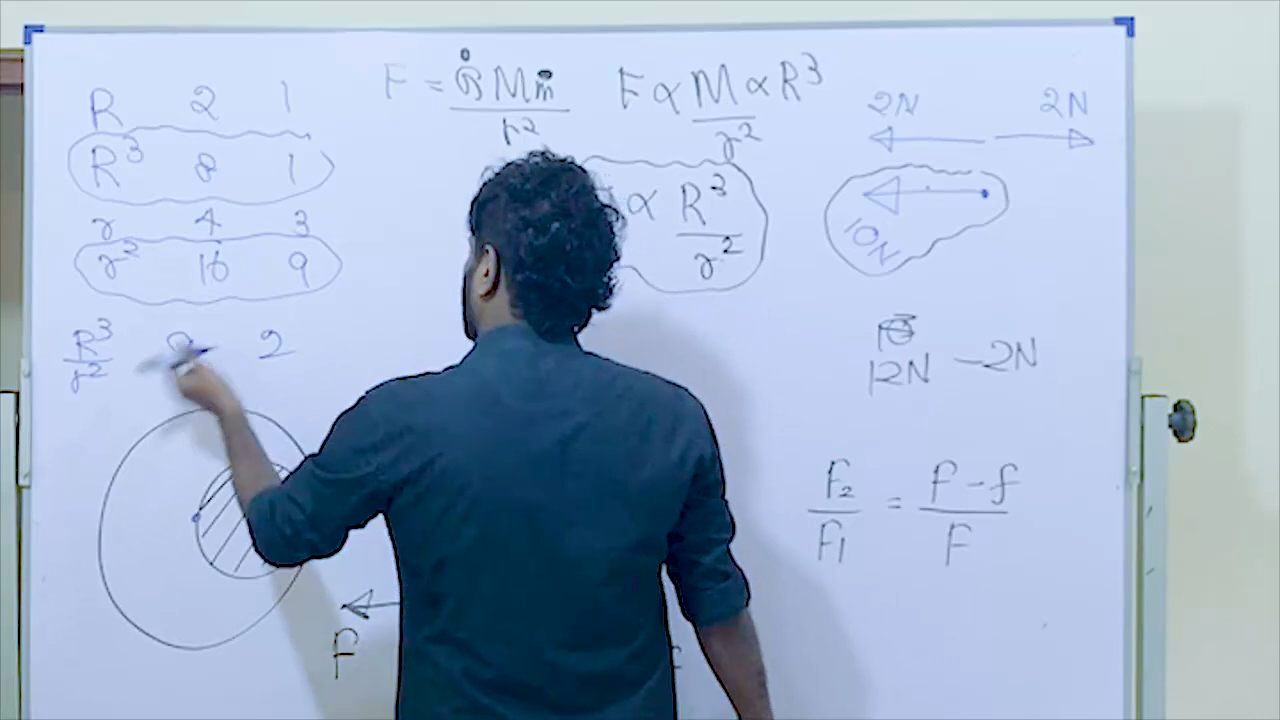 R 2 1
R³ 8 1
r 4 3
r² 16 9
R³/r² 2
F = G M m / r²
F ∝ M / r² ∝ R³
∝ R³ / r²
2N 2N
10N
12N - 2N
F₂ / F₁ = F - f / F
F